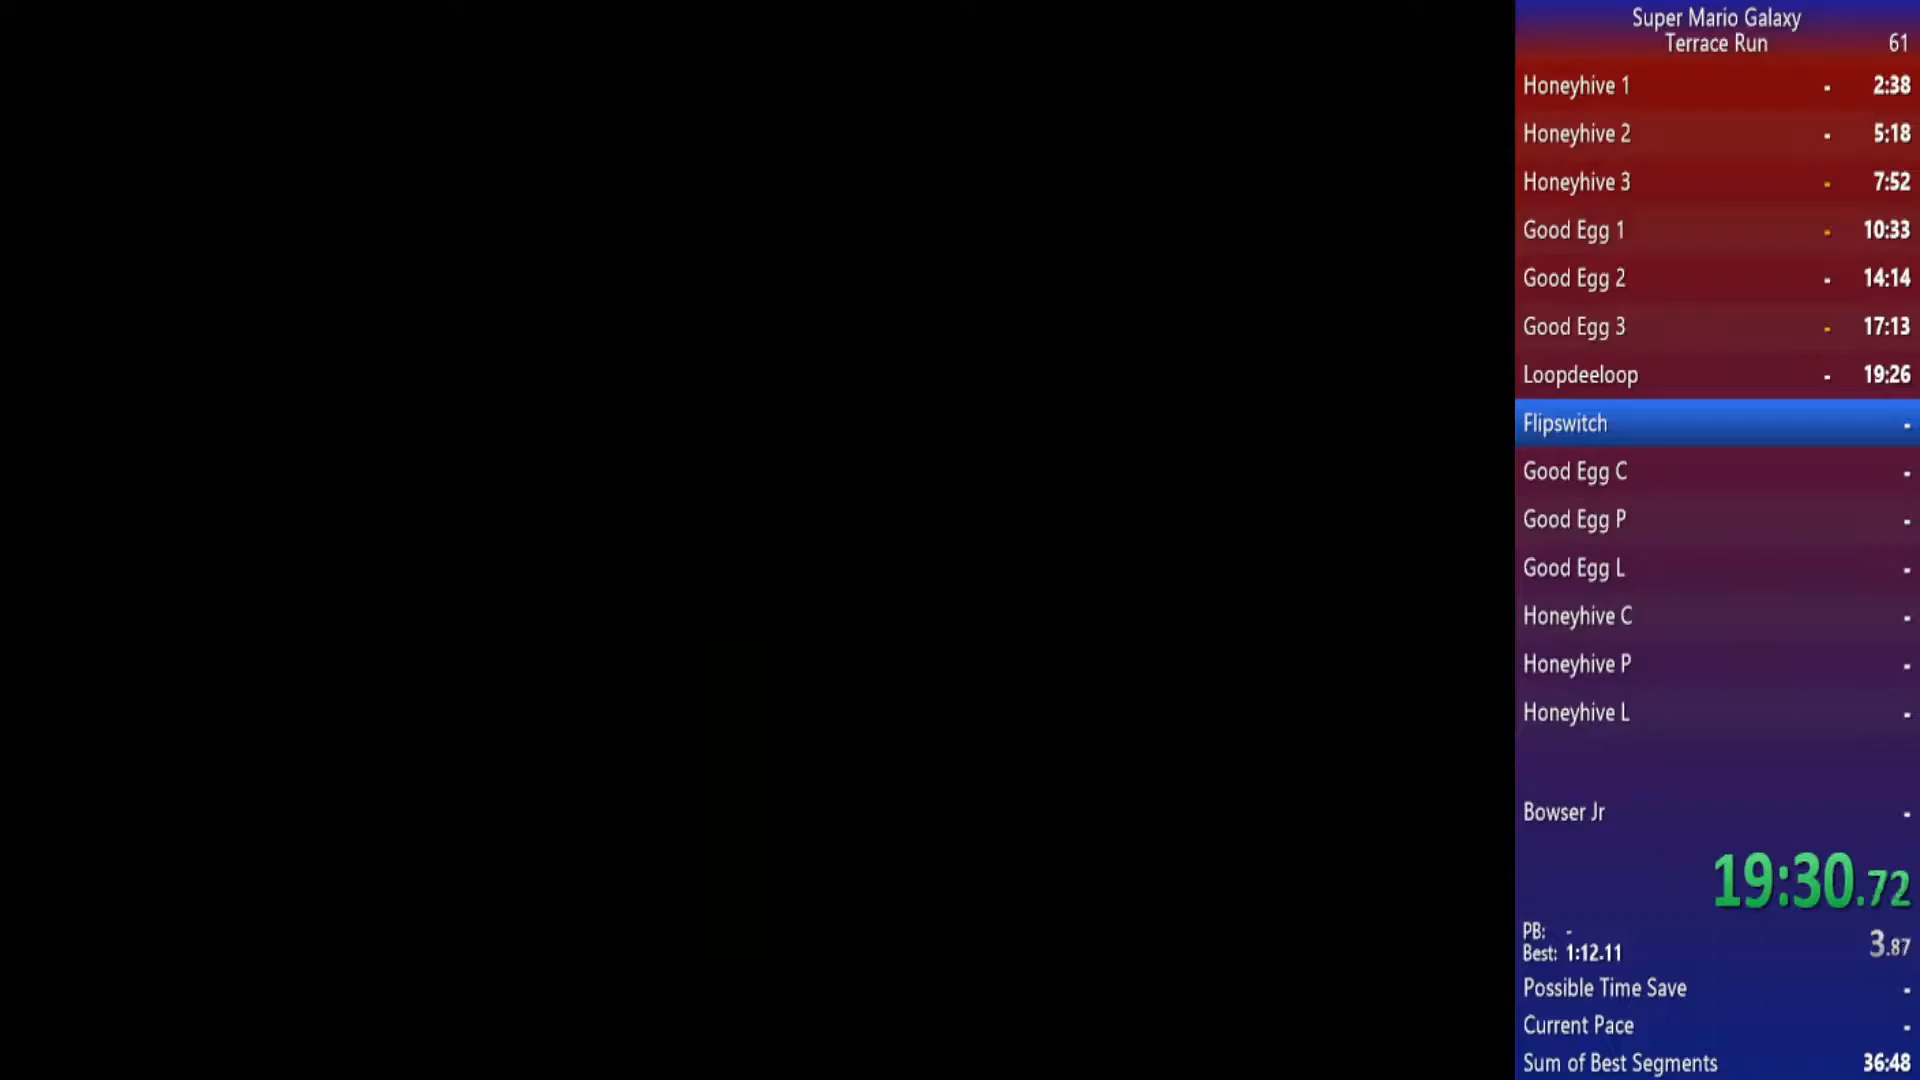 Super Mario Galaxy
Terrace Run 61
Honeyhive 1 - 2:38
Honeyhive 2 - 5:18
Honeyhive 3 - 7:52
Good Egg 1 - 10:33
Good Egg 2 - 14:14
Good Egg 3 - 17:13
Loopdeeloop - 19:26
Flipswitch -
Good Egg C -
Good Egg P -
Good Egg L -
Honeyhive C -
Honeyhive P -
Honeyhive L -
Bowser Jr -
19:30.72
PB: -
Best: 1:12.11 3.87
Possible Time Save -
Current Pace -
Sum of Best Segments 36:48